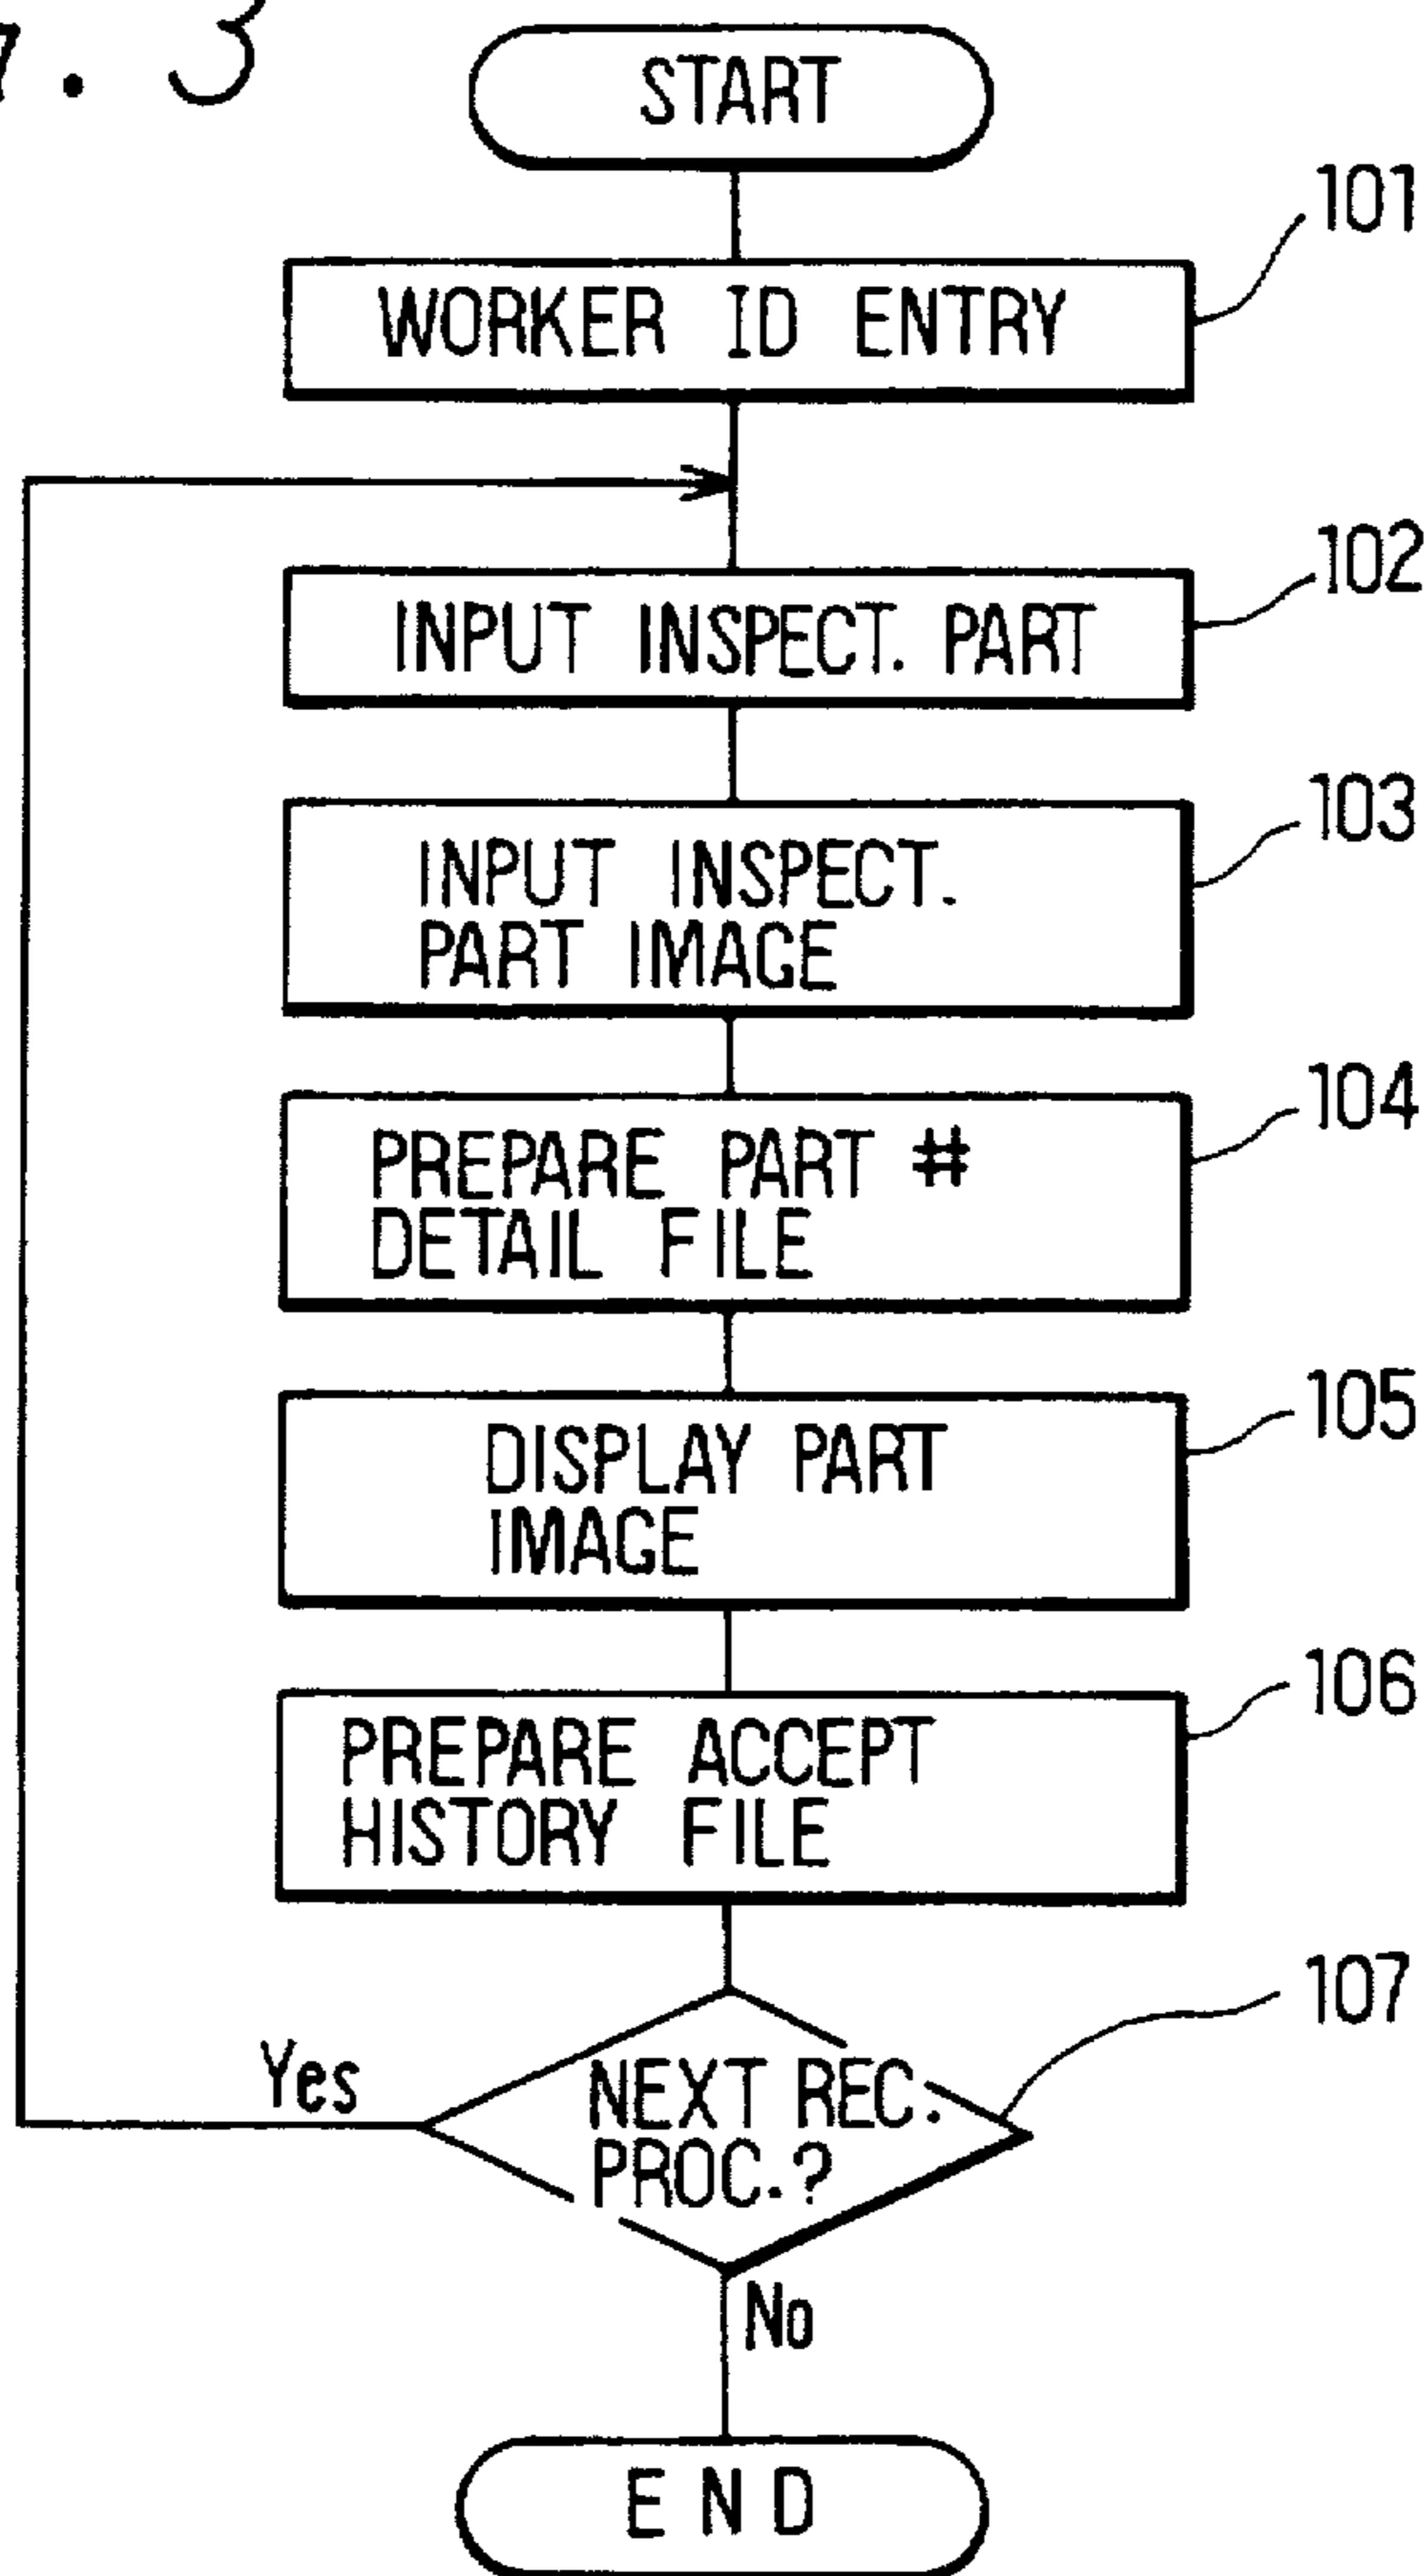 . 3
START
101
WORKER ID ENTRY
102
INPUT INSPECT. PART
103
INPUT INSPECT.
PART IMAGE
104
PREPARE PART #
DETAIL FILE
105
DISPLAY PART
IMAGE
106
PREPARE ACCEPT
HISTORY FILE
107
Yes
NEXT REC.
PROC.?
No
END